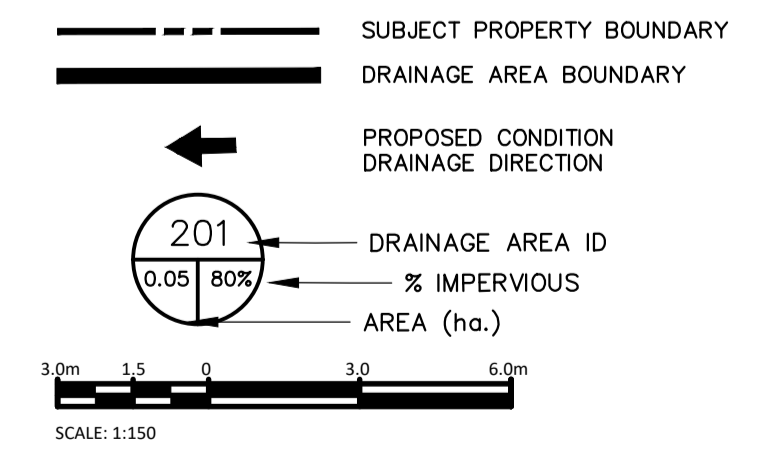 SUBJECT PROPERTY BOUNDARY
DRAINAGE AREA BOUNDARY
PROPOSED CONDITION
DRAINAGE DIRECTION
201
DRAINAGE AREA ID
0.05 80%
% IMPERVIOUS
AREA (ha.)
3.0m 1.5 0 3.0 6.0m
SCALE: 1:150